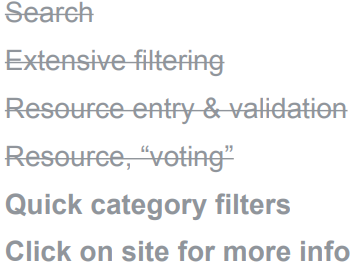 Search
Extensive filtering
Resource entry & validation
Resource, “voting”
Quick category filters
Click on site for more info